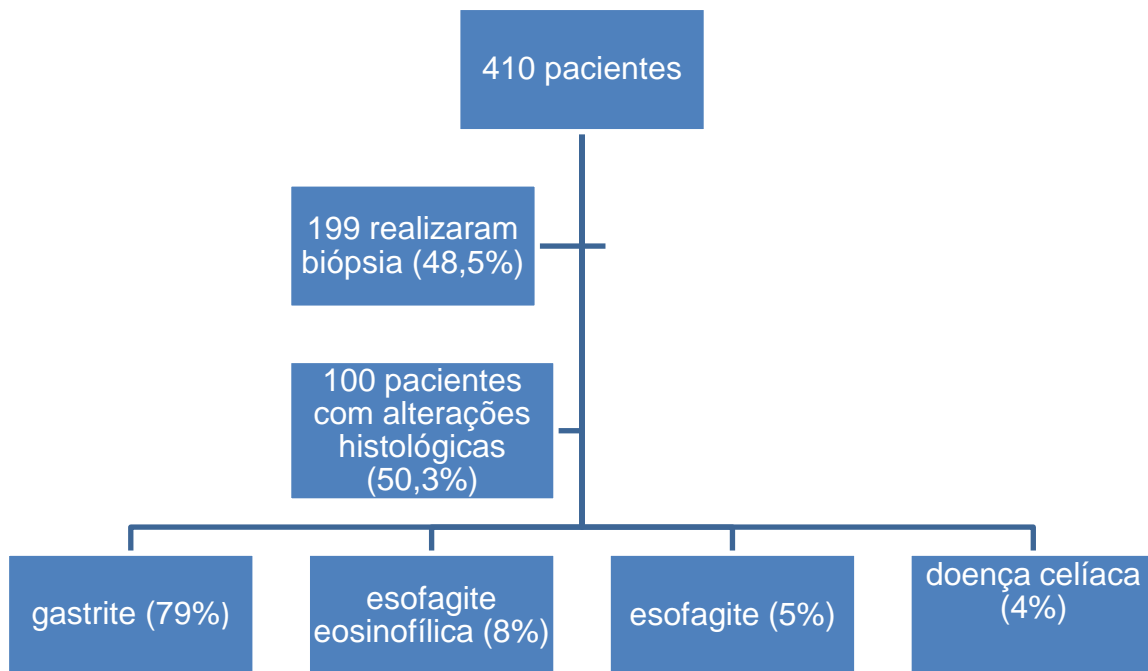 410 pacientes
199 realizaram
biópsia (48,5%)
100 pacientes
com alterações
histológicas
(50,3%)
gastrite (79%)
esofagite
eosinofílica (8%)
esofagite (5%)
doença celíaca
(4%)